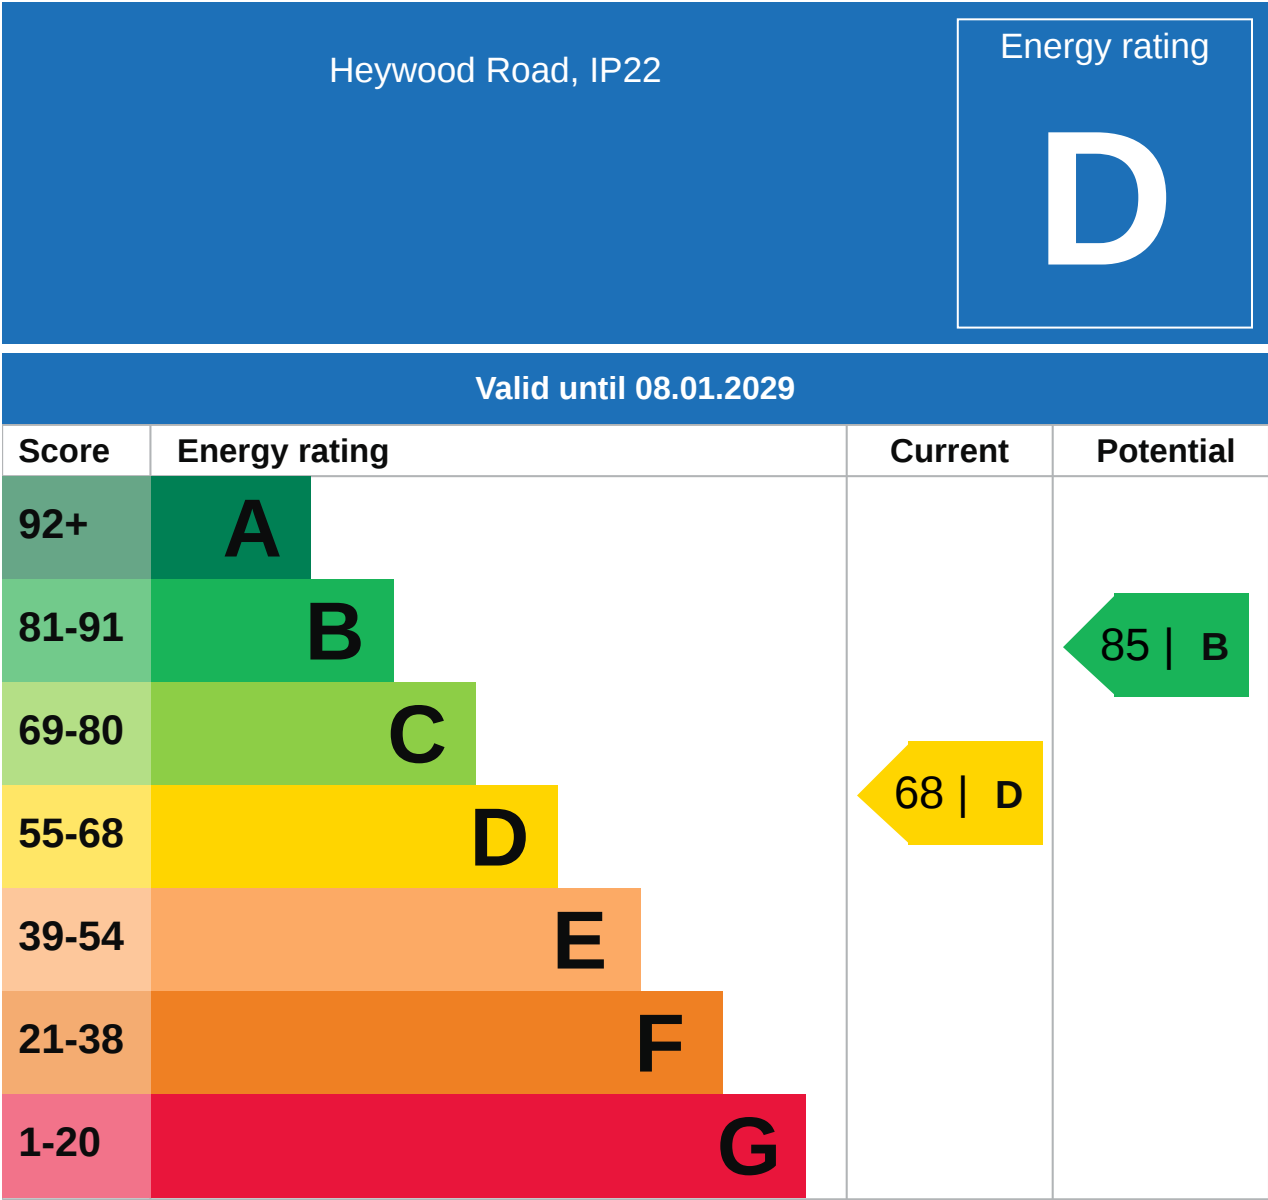 Heywood Road, IP22
Energy rating
D
Valid until 08.01.2029
Score Energy rating Current Potential
92+ A
81-91 B
85 | B
69-80 C
68 | D
55-68 D
39-54 E
21-38 F
1-20 G